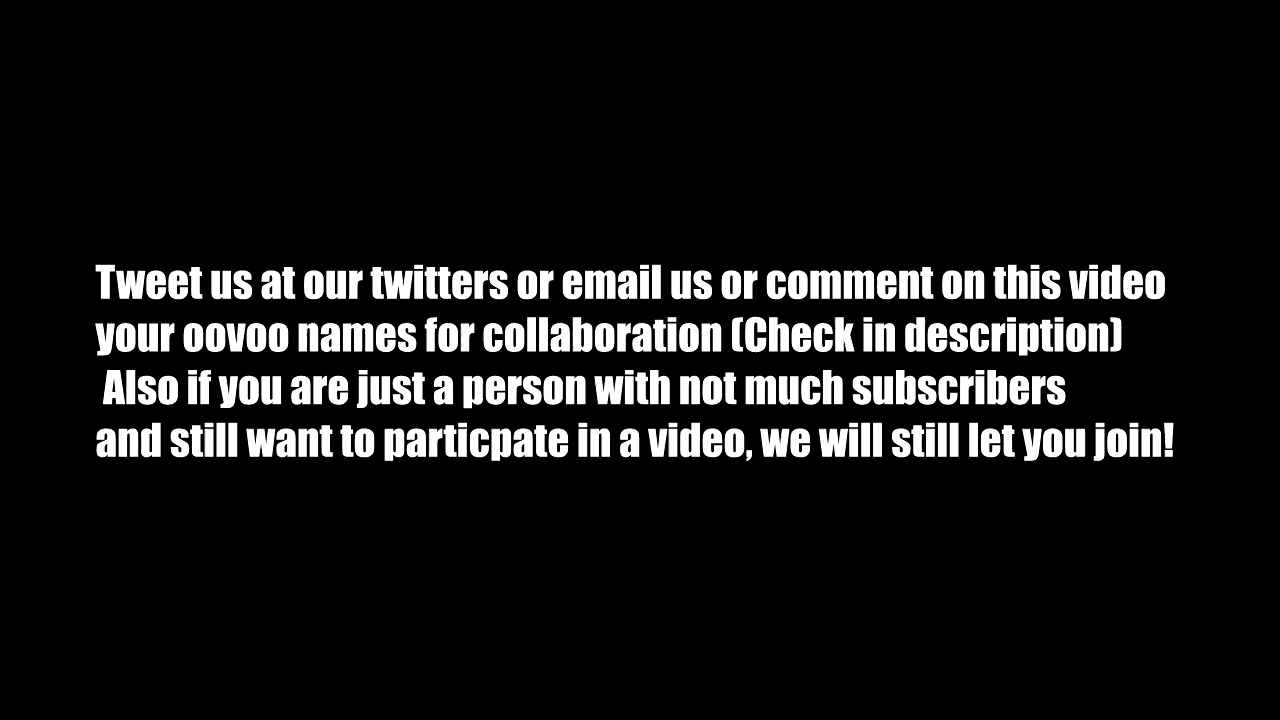 Tweet us at our twitters or email us or comment on this video
your oovoo names for collaboration (Check in description)
Also if you are just a person with not much subscribers
and still want to particpate in a video, we will still let you join!